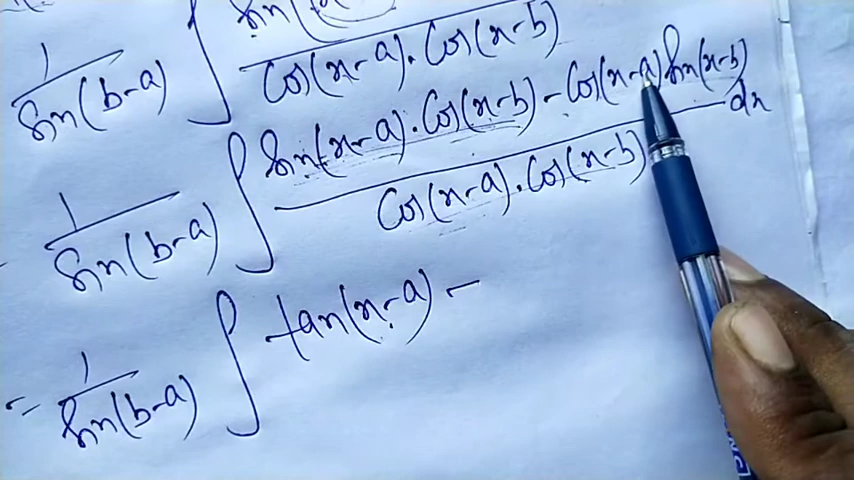 1/Sin(b-a) ∫ Sin( / Cos(x-a).Cos(x-b)
1/Sin(b-a) ∫ Sin(x-a).Cos(x-b) - Cos(x-a) Sin(x-b) / Cos(x-a).Cos(x-b) dx
= 1/Sin(b-a) ∫ tan(x-a) -